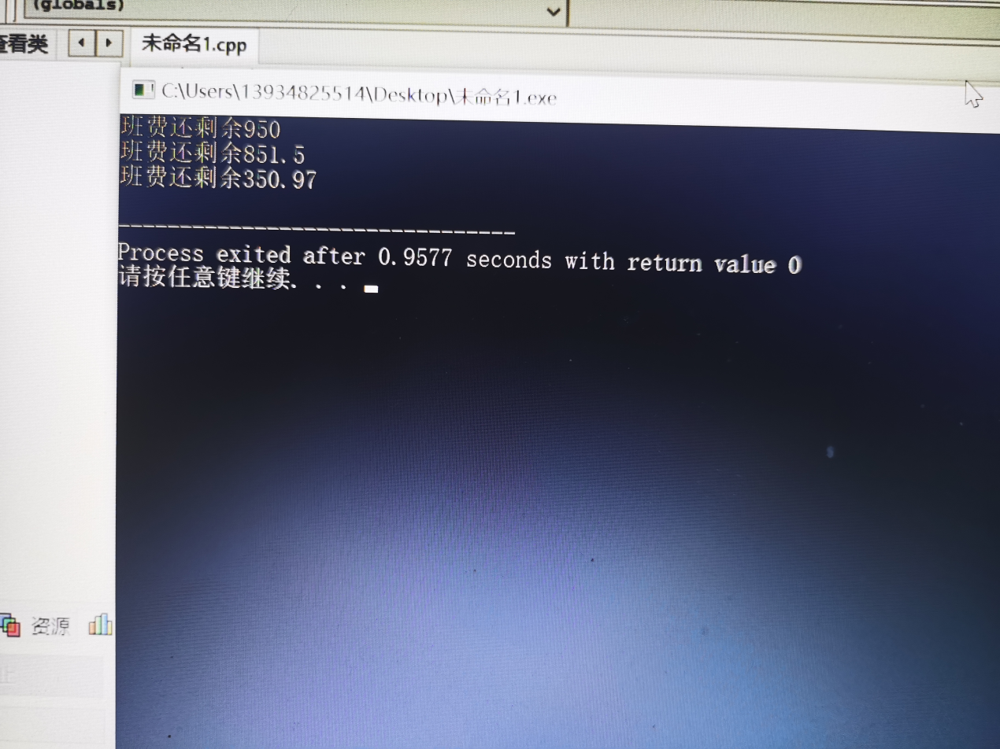 (globals)
查看类
未命名1.cpp
C:\Users\13934825514\Desktop\未命名1.exe
班费还剩余950
班费还剩余851.5
班费还剩余350.97
--------------------------------
Process exited after 0.9577 seconds with return value 0
请按任意键继续. . .
资源